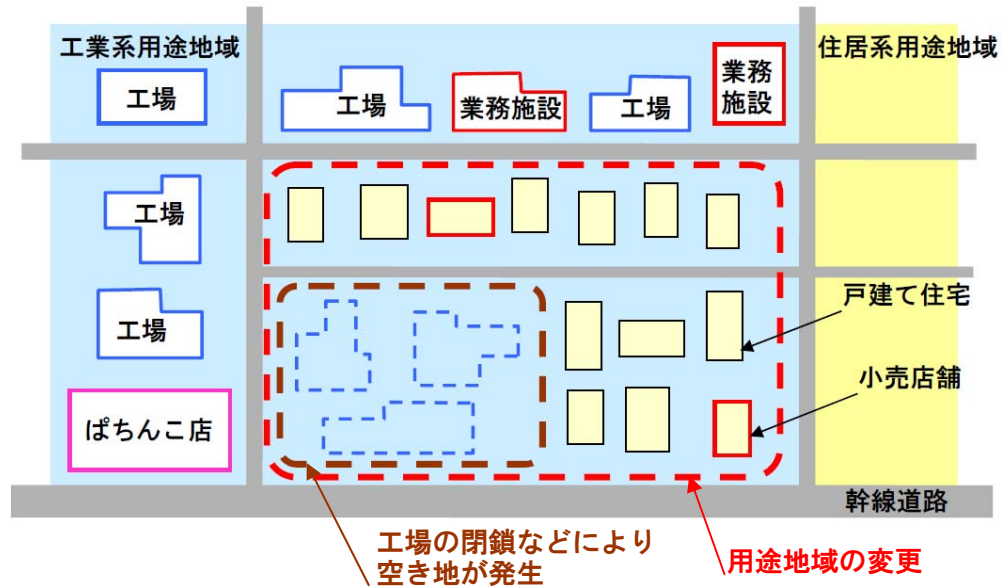 工業系用途地域
住居系用途地域
工場
工場
業務施設
工場
業務
施設
工場
工場
戸建て住宅
小売店舗
ぱちんこ店
幹線道路
工場の閉鎖などにより
空き地が発生
用途地域の変更